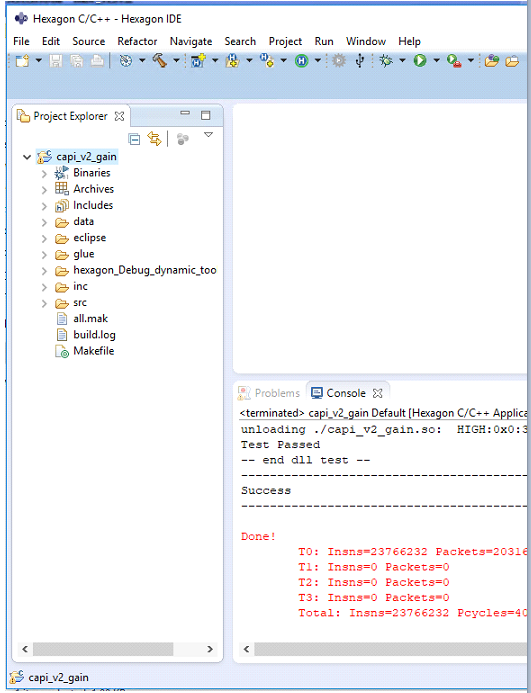 Hexagon C/C++ - Hexagon IDE
File Edit Source Refactor Navigate Search Project Run Window Help
Project Explorer
capi_v2_gain
Binaries
Archives
Includes
data
eclipse
glue
hexagon_Debug_dynamic_too
inc
src
all.mak
build.log
Makefile
Problems Console
<terminated> capi_v2_gain Default [Hexagon C/C++ Applica
unloading ./capi_v2_gain.so: HIGH:0x0:3
Test Passed
-- end dll test --
----------------------------------------
Success
----------------------------------------
Done!
T0: Insns=23766232 Packets=20316
T1: Insns=0 Packets=0
T2: Insns=0 Packets=0
T3: Insns=0 Packets=0
Total: Insns=23766232 Pcycles=40
capi_v2_gain